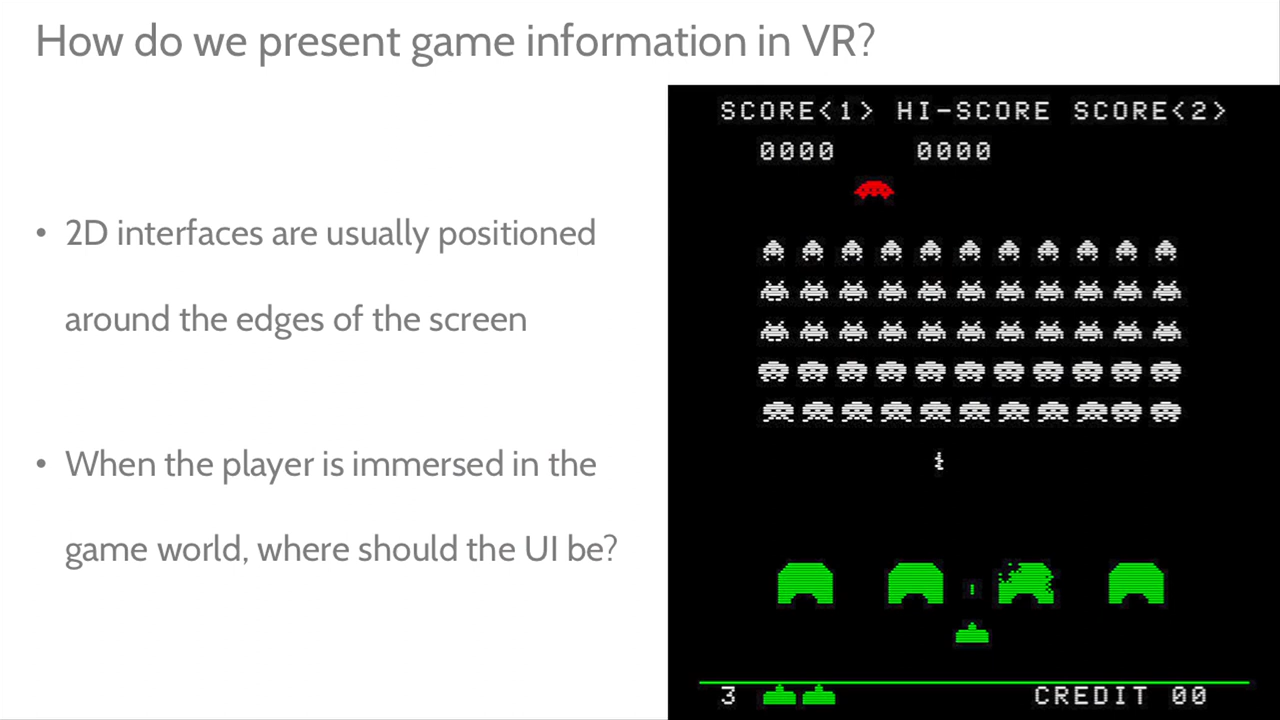 How do we present game information in VR?
• 2D interfaces are usually positioned
around the edges of the screen
• When the player is immersed in the
game world, where should the UI be?
SCORE<1> HI-SCORE SCORE<2>
0000 0000
3 CREDIT 00